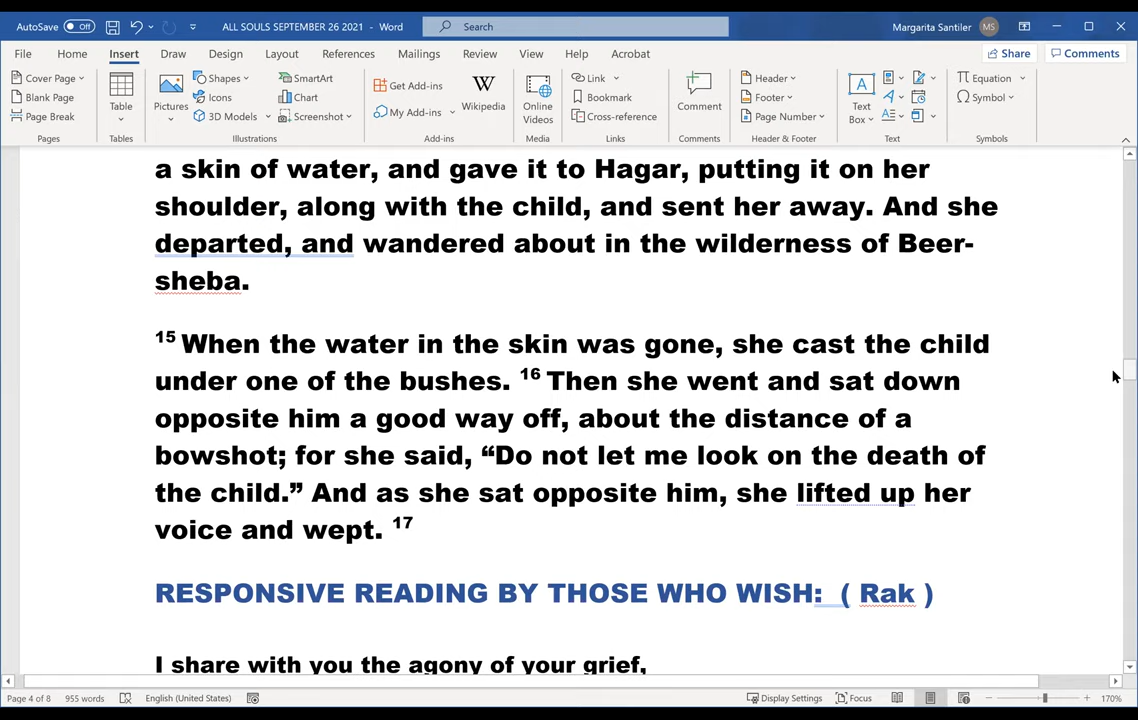 AutoSave Off ALL SOULS SEPTEMBER 26 2021 - Word Search Margarita Santiler MS
File Home Insert Draw Design Layout References Mailings Review View Help Acrobat Share Comments
Cover Page
Blank Page
Page Break
Pages
Table
Tables
Pictures
Shapes
Icons
3D Models
SmartArt
Chart
Screenshot
Illustrations
Get Add-ins
My Add-ins
Wikipedia
Add-ins
Online
Videos
Media
Link
Bookmark
Cross-reference
Links
Comment
Comments
Header
Footer
Page Number
Header & Footer
Text
Box
Text
Equation
Symbol
Symbols
a skin of water, and gave it to Hagar, putting it on her
shoulder, along with the child, and sent her away. And she
departed, and wandered about in the wilderness of Beer-
sheba.
15 When the water in the skin was gone, she cast the child
under one of the bushes. 16 Then she went and sat down
opposite him a good way off, about the distance of a
bowshot; for she said, “Do not let me look on the death of
the child.” And as she sat opposite him, she lifted up her
voice and wept. 17
RESPONSIVE READING BY THOSE WHO WISH: ( Rak )
I share with you the agony of your grief,
Page 4 of 8 955 words English (United States) Display Settings Focus 170%